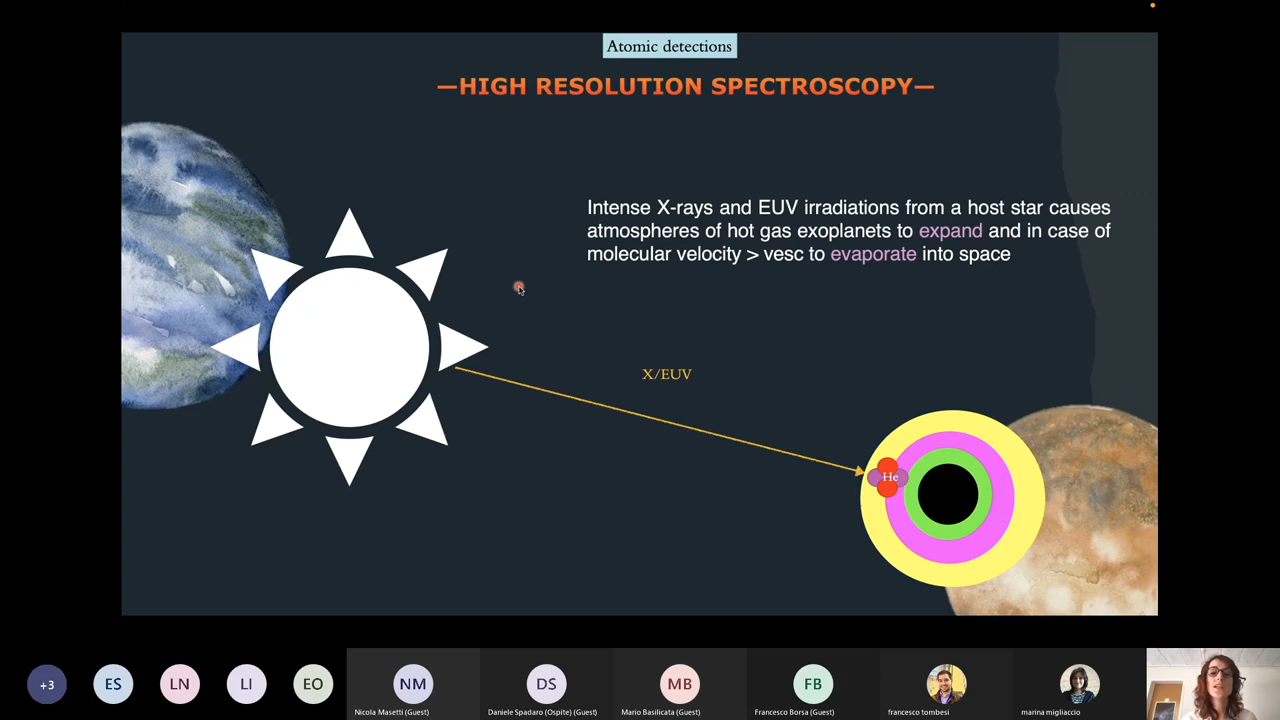 Atomic detections
—HIGH RESOLUTION SPECTROSCOPY—
Intense X-rays and EUV irradiations from a host star causes
atmospheres of hot gas exoplanets to expand and in case of
molecular velocity > vesc to evaporate into space
X/EUV
He
+3
ES
LN
LI
EO
NM
DS
MB
FB
Nicola Masetti (Guest)
Daniele Spadaro (Ospite) (Guest)
Mario Basilicata (Guest)
Francesco Borsa (Guest)
francesco tombesi
marina migliaccio